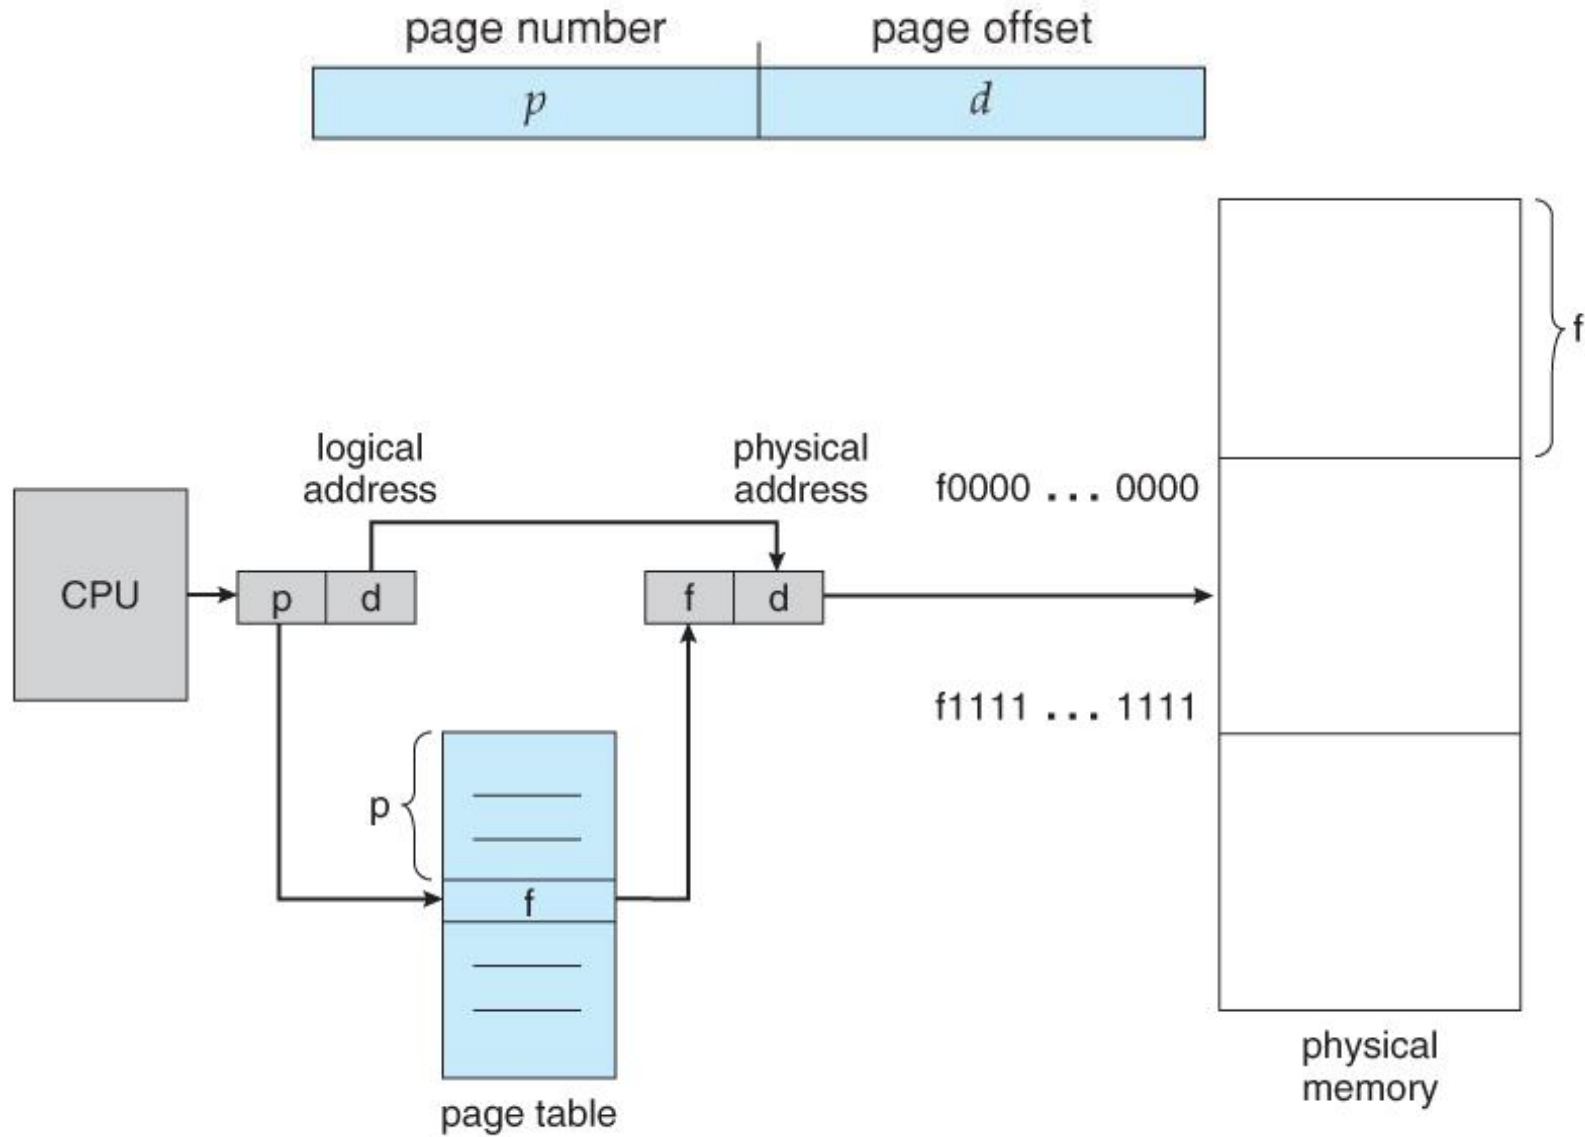 page number
page offset
p
d
f
logical
address
physical
address
f0000 ... 0000
CPU
p
d
f
d
f1111 ... 1111
p
f
page table
physical
memory